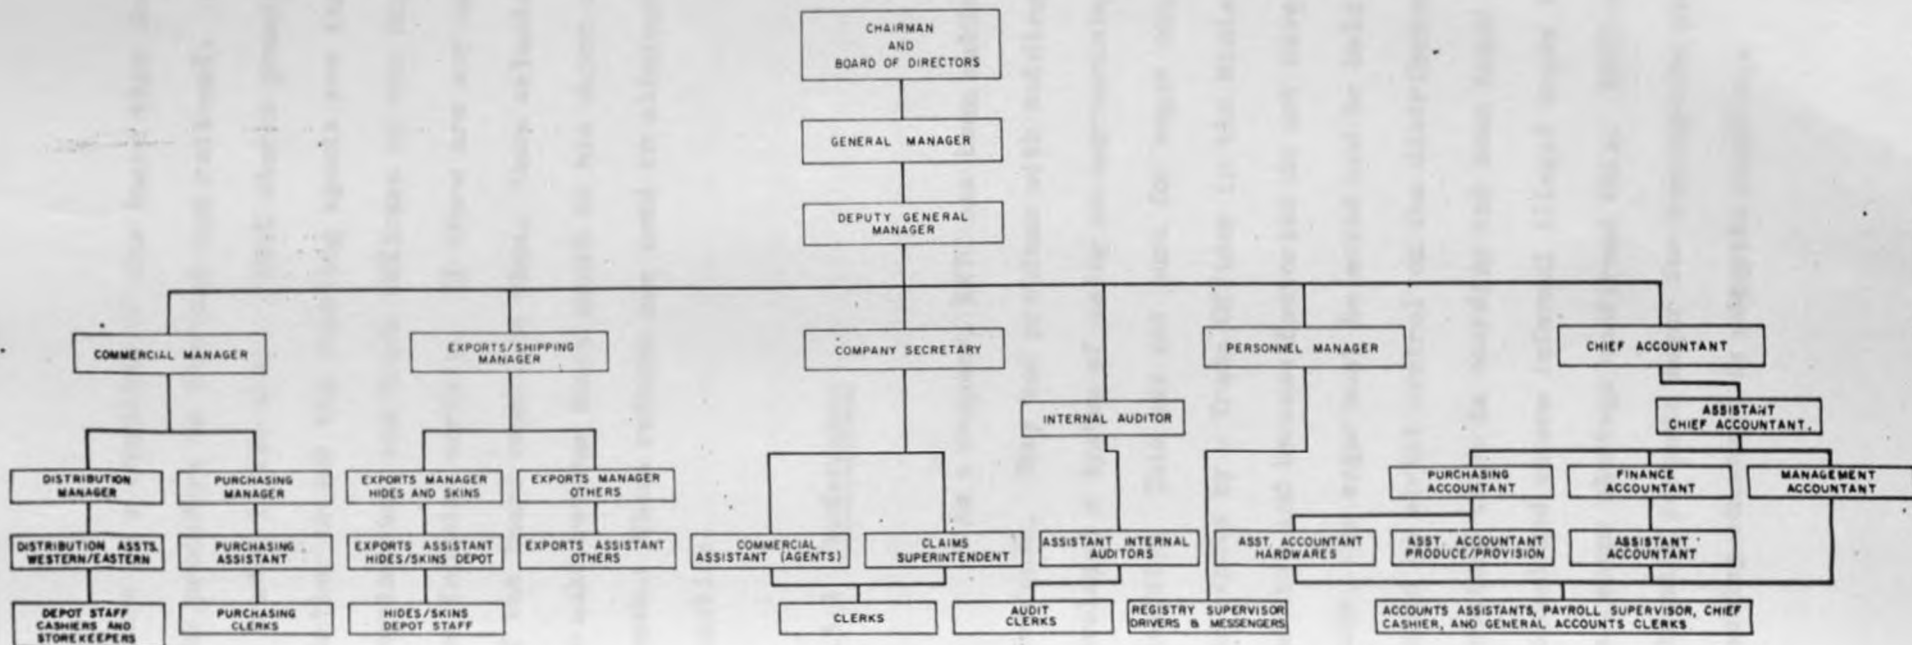 CHAIRMAN
AND
BOARD OF DIRECTORS
GENERAL MANAGER
DEPUTY GENERAL
MANAGER
COMMERCIAL MANAGER
EXPORTS/SHIPPING
MANAGER
COMPANY SECRETARY
PERSONNEL MANAGER
CHIEF ACCOUNTANT
INTERNAL AUDITOR
ASSISTANT
CHIEF ACCOUNTANT.
DISTRIBUTION
MANAGER
PURCHASING
MANAGER
EXPORTS MANAGER
HIDES AND SKINS
EXPORTS MANAGER
OTHERS
PURCHASING
ACCOUNTANT
FINANCE
ACCOUNTANT
MANAGEMENT
ACCOUNTANT
DISTRIBUTION ASSTS.
WESTERN/EASTERN
PURCHASING
ASSISTANT
EXPORTS ASSISTANT
HIDES/SKINS DEPOT
EXPORTS ASSISTANT
OTHERS
COMMERCIAL
ASSISTANT (AGENTS)
CLAIMS
SUPERINTENDENT
ASSISTANT INTERNAL
AUDITORS
ASST. ACCOUNTANT
HARDWARES
ASST. ACCOUNTANT
PRODUCE/PROVISION
ASSISTANT
ACCOUNTANT
DEPOT STAFF
CASHIERS AND
STOREKEEPERS
PURCHASING
CLERKS
HIDES/SKINS
DEPOT STAFF
CLERKS
AUDIT
CLERKS
REGISTRY SUPERVISOR
DRIVERS & MESSENGERS
ACCOUNTS ASSISTANTS, PAYROLL SUPERVISOR, CHIEF
CASHIER, AND GENERAL ACCOUNTS CLERKS